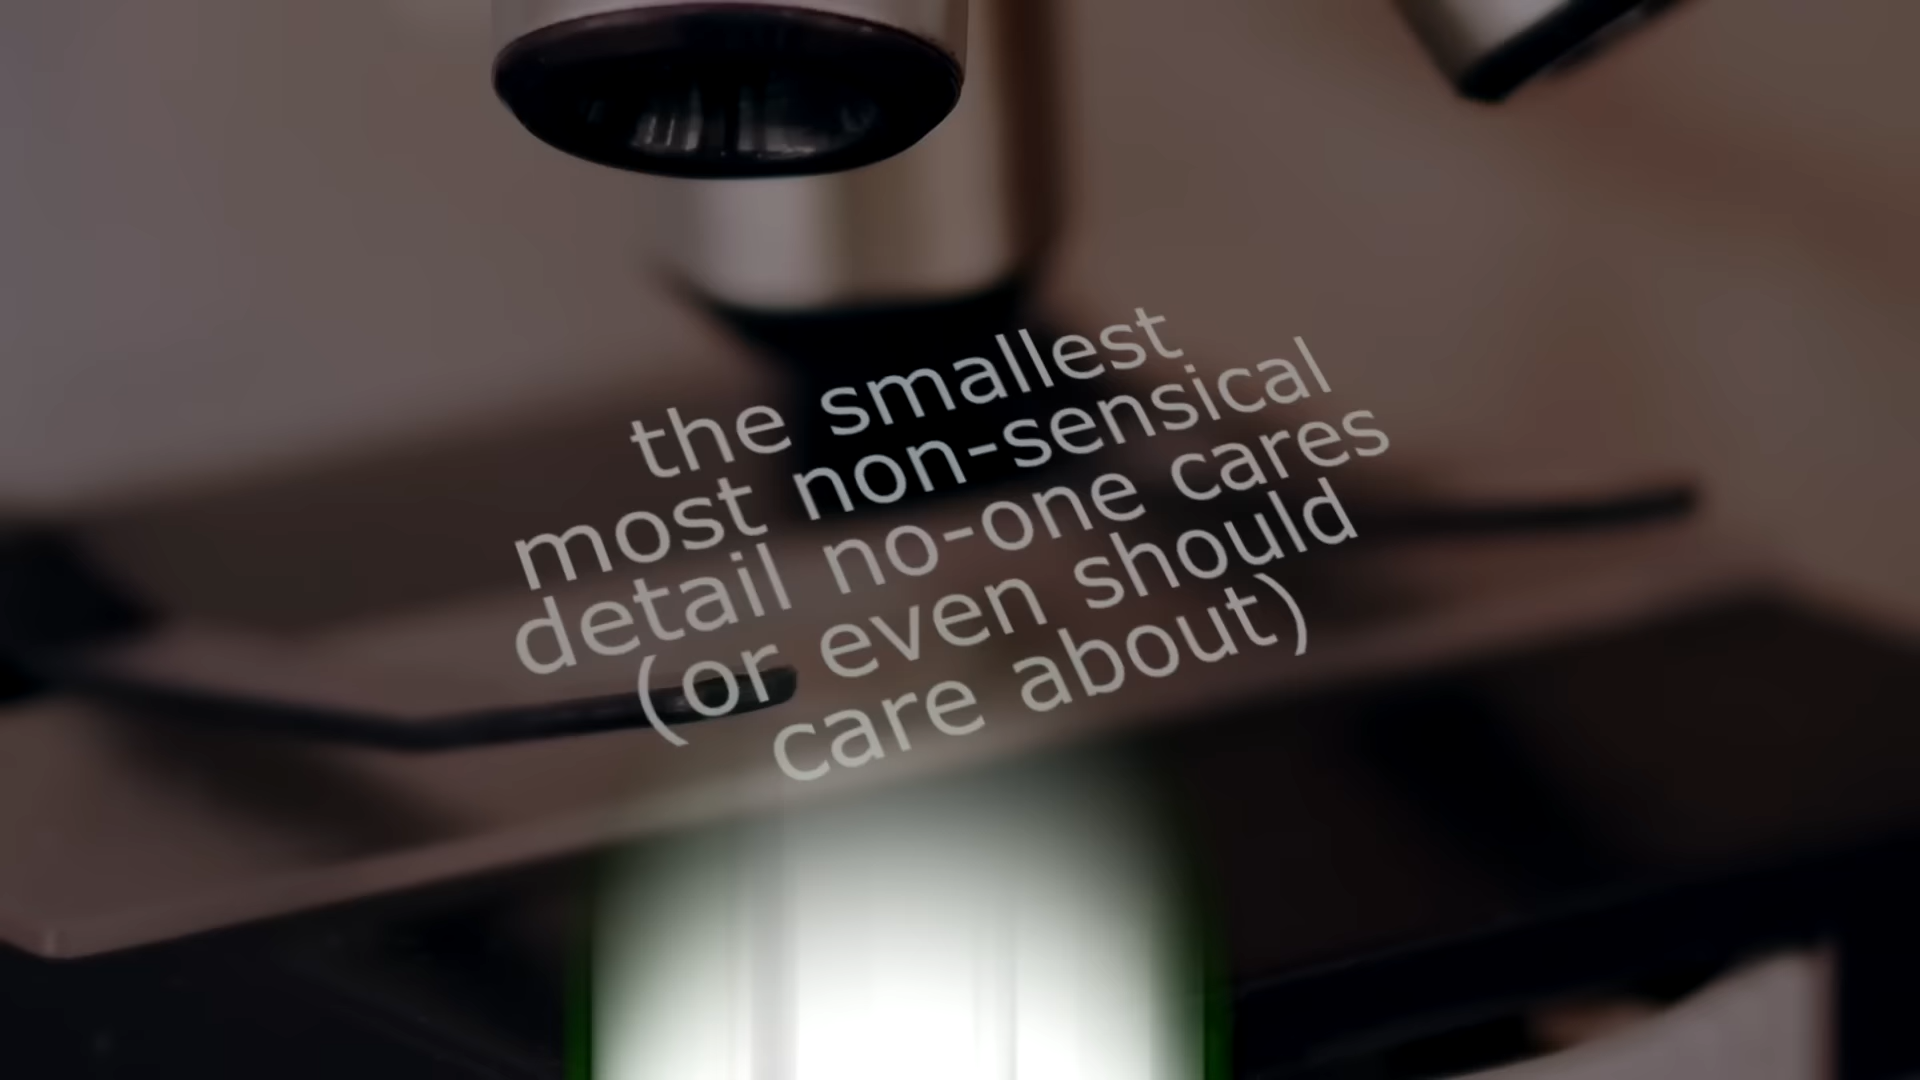 the smallest
most non-sensical
detail no-one cares
(or even should
care about)